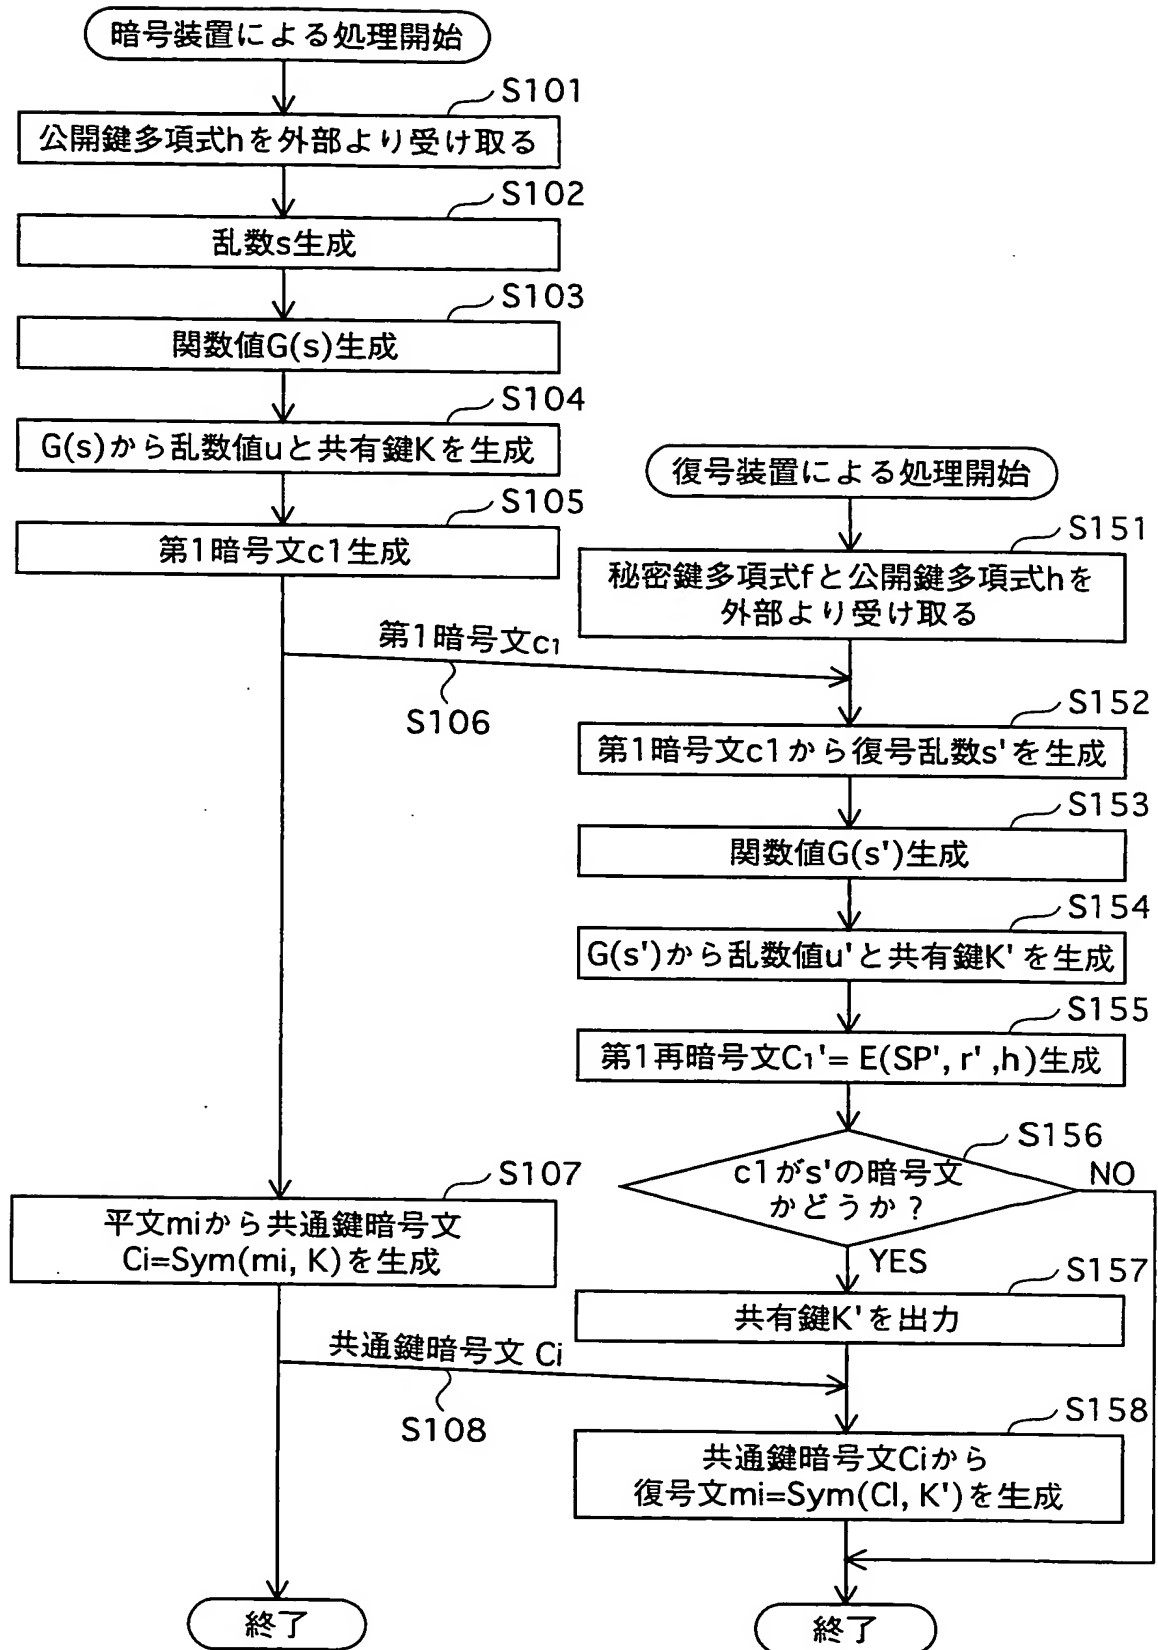 暗号装置による処理開始
S101
公開鍵多項式hを外部より受け取る
S102
乱数s生成
S103
関数値G(s)生成
S104
G(s)から乱数値uと共有鍵Kを生成
S105
第1暗号文c1生成
第1暗号文c1
S106
復号装置による処理開始
S151
秘密鍵多項式fと公開鍵多項式hを
外部より受け取る
S152
第1暗号文c1から復号乱数s'を生成
S153
関数値G(s')生成
S154
G(s')から乱数値u'と共有鍵K'を生成
S155
第1再暗号文C1'= E(SP', r' ,h)生成
S156
c1がs'の暗号文
かどうか？
NO
YES
S107
平文miから共通鍵暗号文
Ci=Sym(mi, K)を生成
S157
共有鍵K'を出力
共通鍵暗号文 Ci
S108
S158
共通鍵暗号文Ciから
復号文mi=Sym(CI, K')を生成
終了
終了